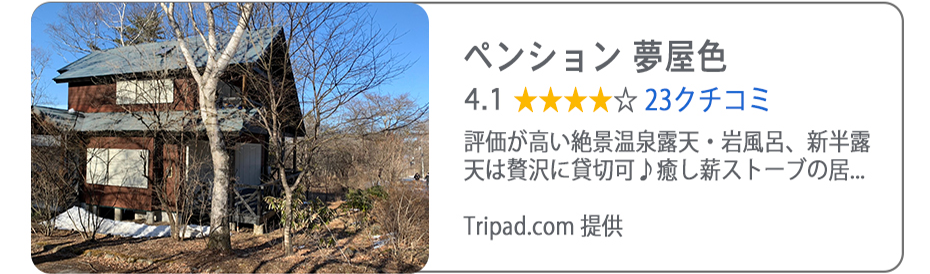 ペンション 夢屋色
4.1 ★★★★☆ 23クチコミ
評価が高い絶景温泉露天・岩風呂、新半露
天は贅沢に貸切可♪癒し薪ストーブの居...
Tripad.com 提供